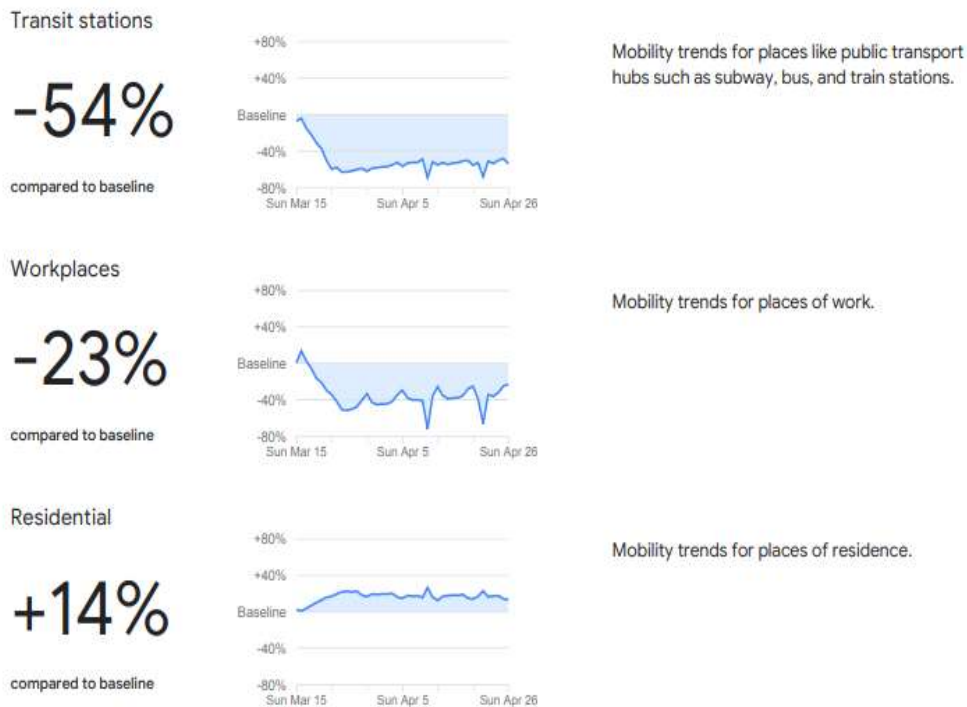 Transit stations
-54%
compared to baseline
+80%
+40%
Baseline
-40%
-80%
Sun Mar 15
Sun Apr 5
Sun Apr 26
Mobility trends for places like public transport
hubs such as subway, bus, and train stations.
Workplaces
-23%
compared to baseline
+80%
+40%
Baseline
-40%
-80%
Sun Mar 15
Sun Apr 5
Sun Apr 26
Mobility trends for places of work.
Residential
+14%
compared to baseline
+80%
+40%
Baseline
-40%
-80%
Sun Mar 15
Sun Apr 5
Sun Apr 26
Mobility trends for places of residence.